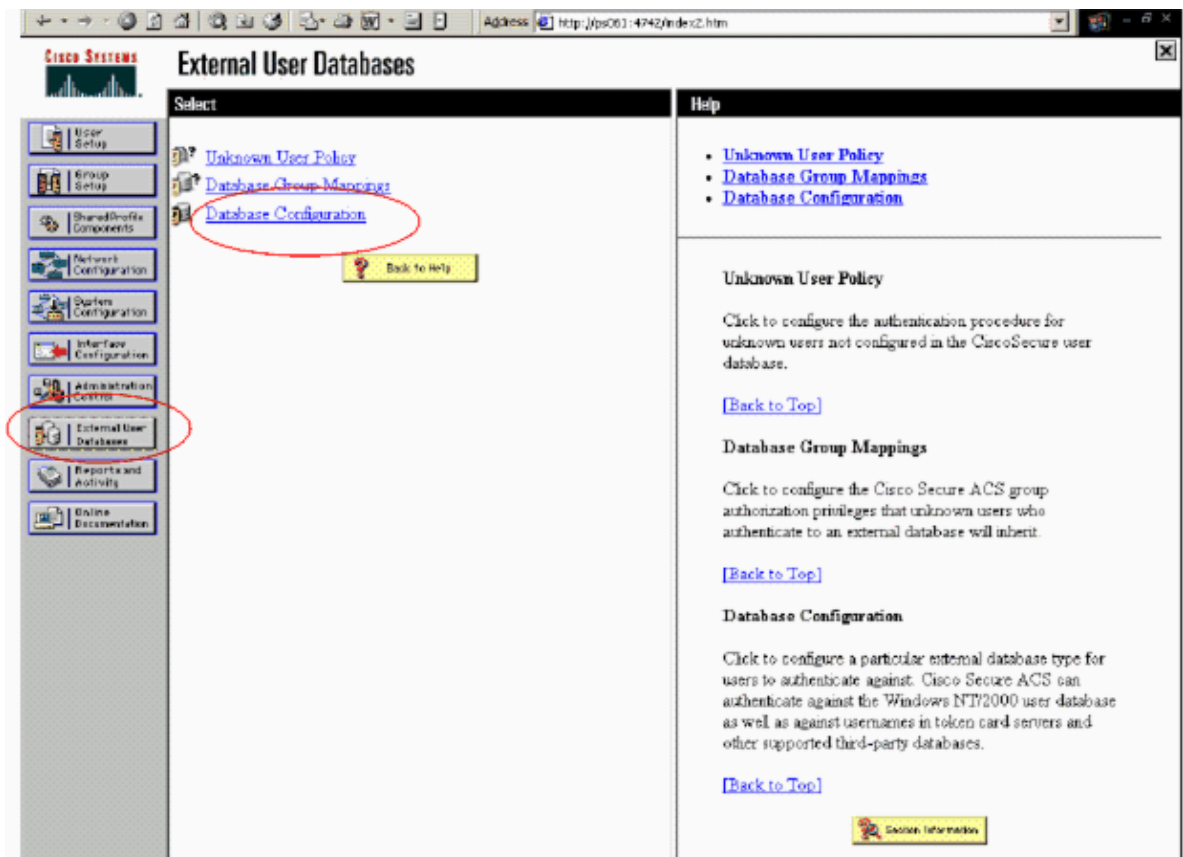 Address http://ps061:4742/index2.htm
CISCO SYSTEMS
External User Databases
Select
User
Setup
Group
Setup
Shared Profile
Components
Network
Configuration
System
Configuration
Interface
Configuration
Administration
Control
External User
Databases
Reports and
Activity
Online
Documentation
Unknown User Policy
Database Group Mappings
Database Configuration
Back to Help
Help
• Unknown User Policy
• Database Group Mappings
• Database Configuration
Unknown User Policy
Click to configure the authentication procedure for
unknown users not configured in the CiscoSecure user
database.
[Back to Top]
Database Group Mappings
Click to configure the Cisco Secure ACS group
authorization privileges that unknown users who
authenticate to an external database will inherit.
[Back to Top]
Database Configuration
Click to configure a particular external database type for
users to authenticate against. Cisco Secure ACS can
authenticate against the Windows NT/2000 user database
as well as against usernames in token card servers and
other supported third-party databases.
[Back to Top]
Section Information